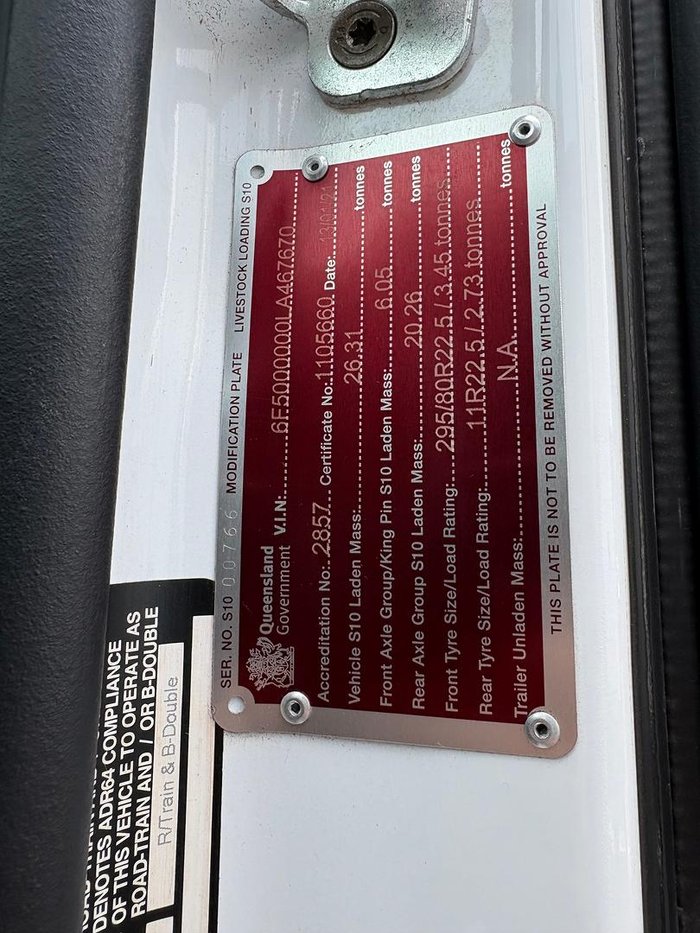 SER. NO. S10 00766 MODIFICATION PLATE LIVESTOCK LOADING S10
Queensland
Government
V.I.N: 6F5000000LA467670
Accreditation No: 2857 Certificate No: 1105660 Date: 13/01/21
Vehicle S10 Laden Mass: 26.31 tonnes
Front Axle Group/King Pin S10 Laden Mass: 6.05 tonnes
Rear Axle Group S10 Laden Mass: 20.26 tonnes
Front Tyre Size/Load Rating: 295/80R22.5 / 3.45 tonnes
Rear Tyre Size/Load Rating: 11R22.5 / 2.73 tonnes
Trailer Unladen Mass: N.A. tonnes
THIS PLATE IS NOT TO BE REMOVED WITHOUT APPROVAL
DENOTES ADR64 COMPLIANCE
OF THIS VEHICLE TO OPERATE AS
ROAD-TRAIN AND / OR B-DOUBLE
R/Train & B-Double